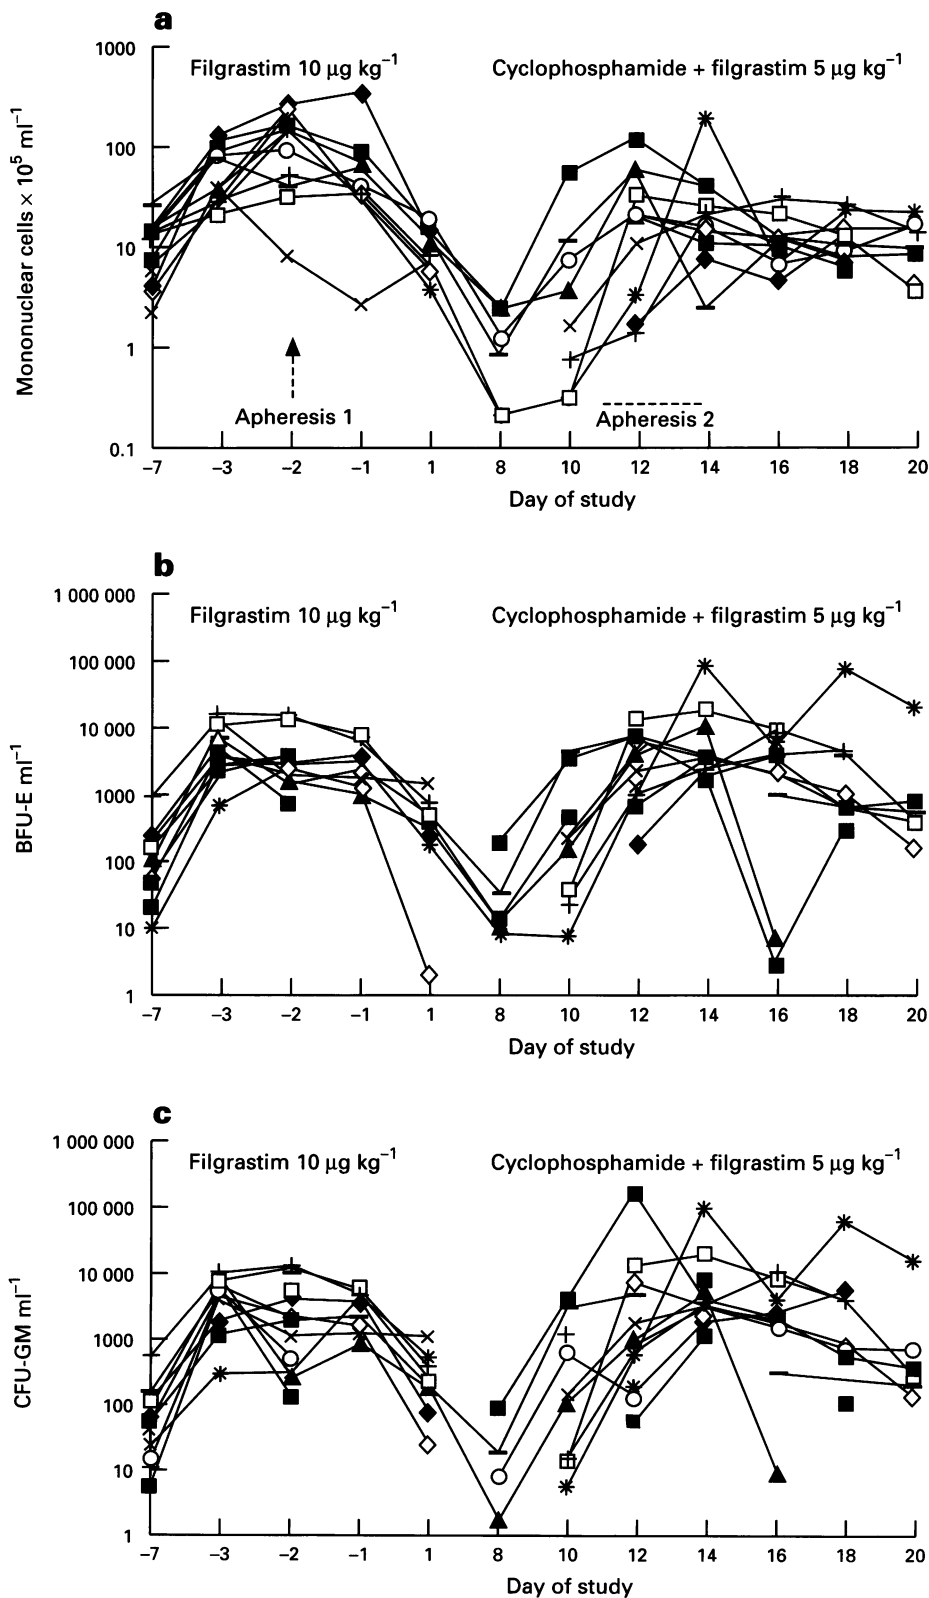 a
Filgrastim 10 µg kg⁻¹
Cyclophosphamide + filgrastim 5 µg kg⁻¹
Mononuclear cells × 10⁵ ml⁻¹
1000
100
10
1
0.1
Apheresis 1
Apheresis 2
–7 –3 –2 –1 1 8 10 12 14 16 18 20
Day of study
b
Filgrastim 10 µg kg⁻¹
Cyclophosphamide + filgrastim 5 µg kg⁻¹
BFU-E ml⁻¹
1 000 000
100 000
10 000
1000
100
10
1
–7 –3 –2 –1 1 8 10 12 14 16 18 20
Day of study
c
Filgrastim 10 µg kg⁻¹
Cyclophosphamide + filgrastim 5 µg kg⁻¹
CFU-GM ml⁻¹
1 000 000
100 000
10 000
1000
100
10
1
–7 –3 –2 –1 1 8 10 12 14 16 18 20
Day of study